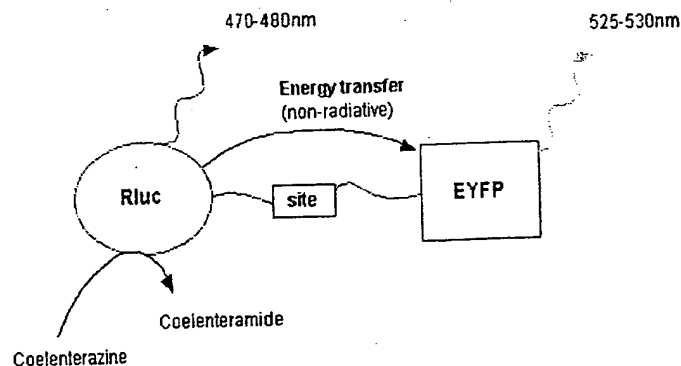 470-480nm
525-530nm
Energy transfer
(non-radiative)
Rluc
site
EYFP
Coelenteramide
Coelenterazine